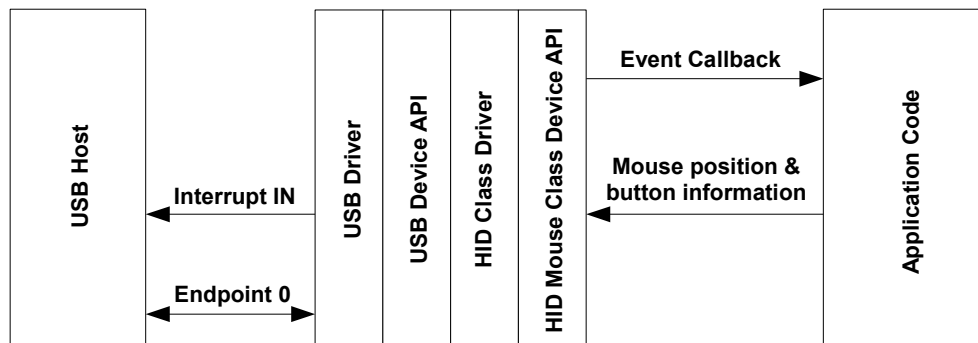 USB Host
Interrupt IN
Endpoint 0
USB Driver
USB Device API
HID Class Driver
HID Mouse Class Device API
Event Callback
Mouse position &
button information
Application Code